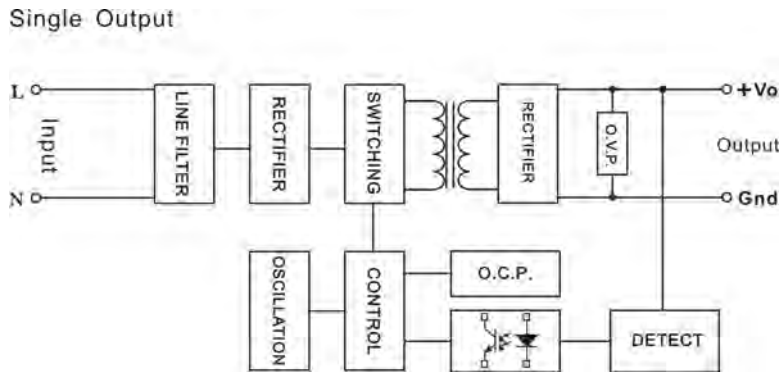 Single Output:
L
Input
N
LINE FILTER
RECTIFIER
SWITCHING
RECTIFIER
O.V.P.
+Vo
Output
Gnd
OSCILLATION
CONTROL
O.C.P.
DETECT